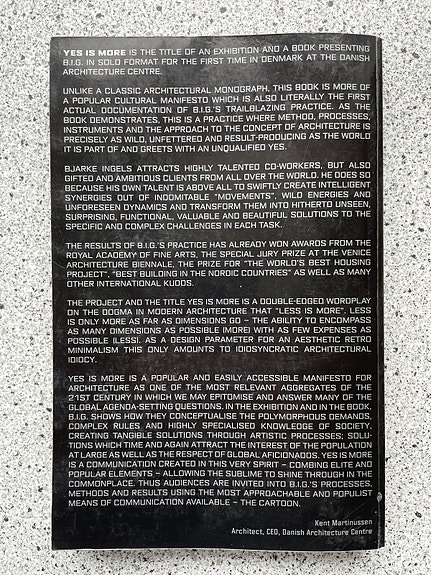 YES IS MORE IS THE TITLE OF AN EXHIBITION AND A BOOK PRESENTING
B.I.G. IN SOLO FORMAT FOR THE FIRST TIME IN DENMARK AT THE DANISH
ARCHITECTURE CENTRE.
UNLIKE A CLASSIC ARCHITECTURAL MONOGRAPH, THIS BOOK IS MORE OF
A POPULAR CULTURAL MANIFESTO WHICH IS ALSO LITERALLY THE FIRST
ACTUAL DOCUMENTATION OF B.I.G.'S TRAILBLAZING PRACTICE. AS THE
BOOK DEMONSTRATES, THIS IS A PRACTICE WHERE METHOD, PROCESSES,
INSTRUMENTS AND THE APPROACH TO THE CONCEPT OF ARCHITECTURE IS
PRECISELY AS WILD, UNFETTERED AND RESULT-PRODUCING AS THE WORLD
IT IS PART OF AND GREETS WITH AN UNQUALIFIED YES.
BJARKE INGELS ATTRACTS HIGHLY TALENTED CO-WORKERS, BUT ALSO
GIFTED AND AMBITIOUS CLIENTS FROM ALL OVER THE WORLD. HE DOES SO
BECAUSE HIS OWN TALENT IS ABOVE ALL TO SWIFTLY CREATE INTELLIGENT
SYNERGIES OUT OF INDOMITABLE "MOVEMENTS", WILD ENERGIES AND
UNFORESEEN DYNAMICS AND TRANSFORM THEM INTO HITHERTO UNSEEN,
SURPRISING, FUNCTIONAL, VALUABLE AND BEAUTIFUL SOLUTIONS TO THE
SPECIFIC AND COMPLEX CHALLENGES IN EACH TASK.
THE RESULTS OF B.I.G.'S PRACTICE HAS ALREADY WON AWARDS FROM THE
ROYAL ACADEMY OF FINE ARTS, THE SPECIAL JURY PRIZE AT THE VENICE
ARCHITECTURE BIENNALE, THE PRIZE FOR "THE WORLD'S BEST HOUSING
PROJECT", "BEST BUILDING IN THE NORDIC COUNTRIES" AS WELL AS MANY
OTHER INTERNATIONAL KUDOS.
THE PROJECT AND THE TITLE YES IS MORE IS A DOUBLE-EDGED WORDPLAY
ON THE DOGMA IN MODERN ARCHITECTURE THAT "LESS IS MORE". LESS
IS ONLY MORE AS FAR AS DIMENSIONS GO – THE ABILITY TO ENCOMPASS
AS MANY DIMENSIONS AS POSSIBLE (MORE) WITH AS FEW EXPENSES AS
POSSIBLE (LESS). AS A DESIGN PARAMETER FOR AN AESTHETIC RETRO
MINIMALISM THIS ONLY AMOUNTS TO IDIOSYNCRATIC ARCHITECTURAL
IDIOCY.
YES IS MORE IS A POPULAR AND EASILY ACCESSIBLE MANIFESTO FOR
ARCHITECTURE AS ONE OF THE MOST RELEVANT AGGREGATES OF THE
21ST CENTURY IN WHICH WE MAY EPITOMISE AND ANSWER MANY OF THE
GLOBAL AGENDA-SETTING QUESTIONS. IN THE EXHIBITION AND IN THE BOOK,
B.I.G. SHOWS HOW THEY CONCEPTUALISE THE POLYMORPHOUS DEMANDS,
COMPLEX RULES AND HIGHLY SPECIALISED KNOWLEDGE OF SOCIETY,
CREATING TANGIBLE SOLUTIONS THROUGH ARTISTIC PROCESSES; SOLU-
TIONS WHICH TIME AND AGAIN ATTRACT THE INTEREST OF THE POPULATION
AT LARGE AS WELL AS THE RESPECT OF GLOBAL AFICIONADOS. YES IS MORE
IS A COMMUNICATION CREATED IN THIS VERY SPIRIT – COMBING ELITE AND
POPULAR ELEMENTS – ALLOWING THE SUBLIME TO SHINE THROUGH IN THE
COMMONPLACE. THUS AUDIENCES ARE INVITED INTO B.I.G.'S PROCESSES,
METHODS AND RESULTS USING THE MOST APPROACHABLE AND POPULIST
MEANS OF COMMUNICATION AVAILABLE – THE CARTOON.
Kent Martinussen
Architect, CEO, Danish Architecture Centre